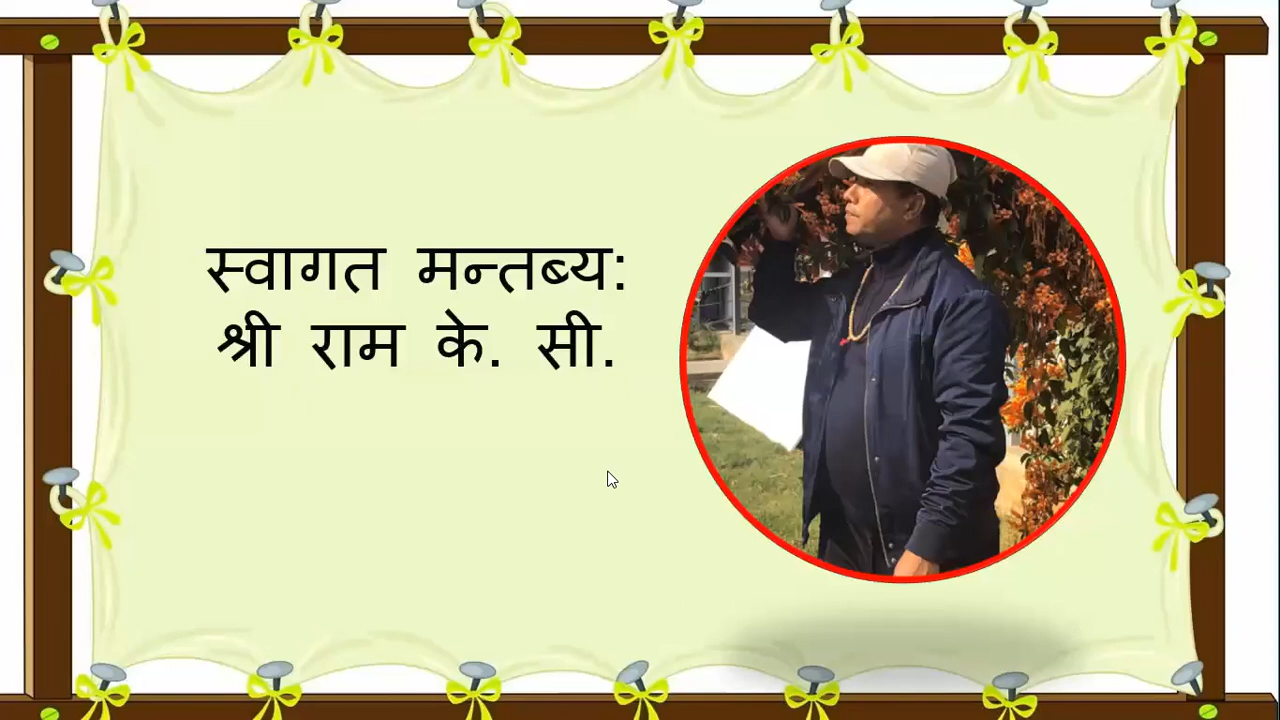 स्वागत मन्तब्य:
श्री राम के. सी.